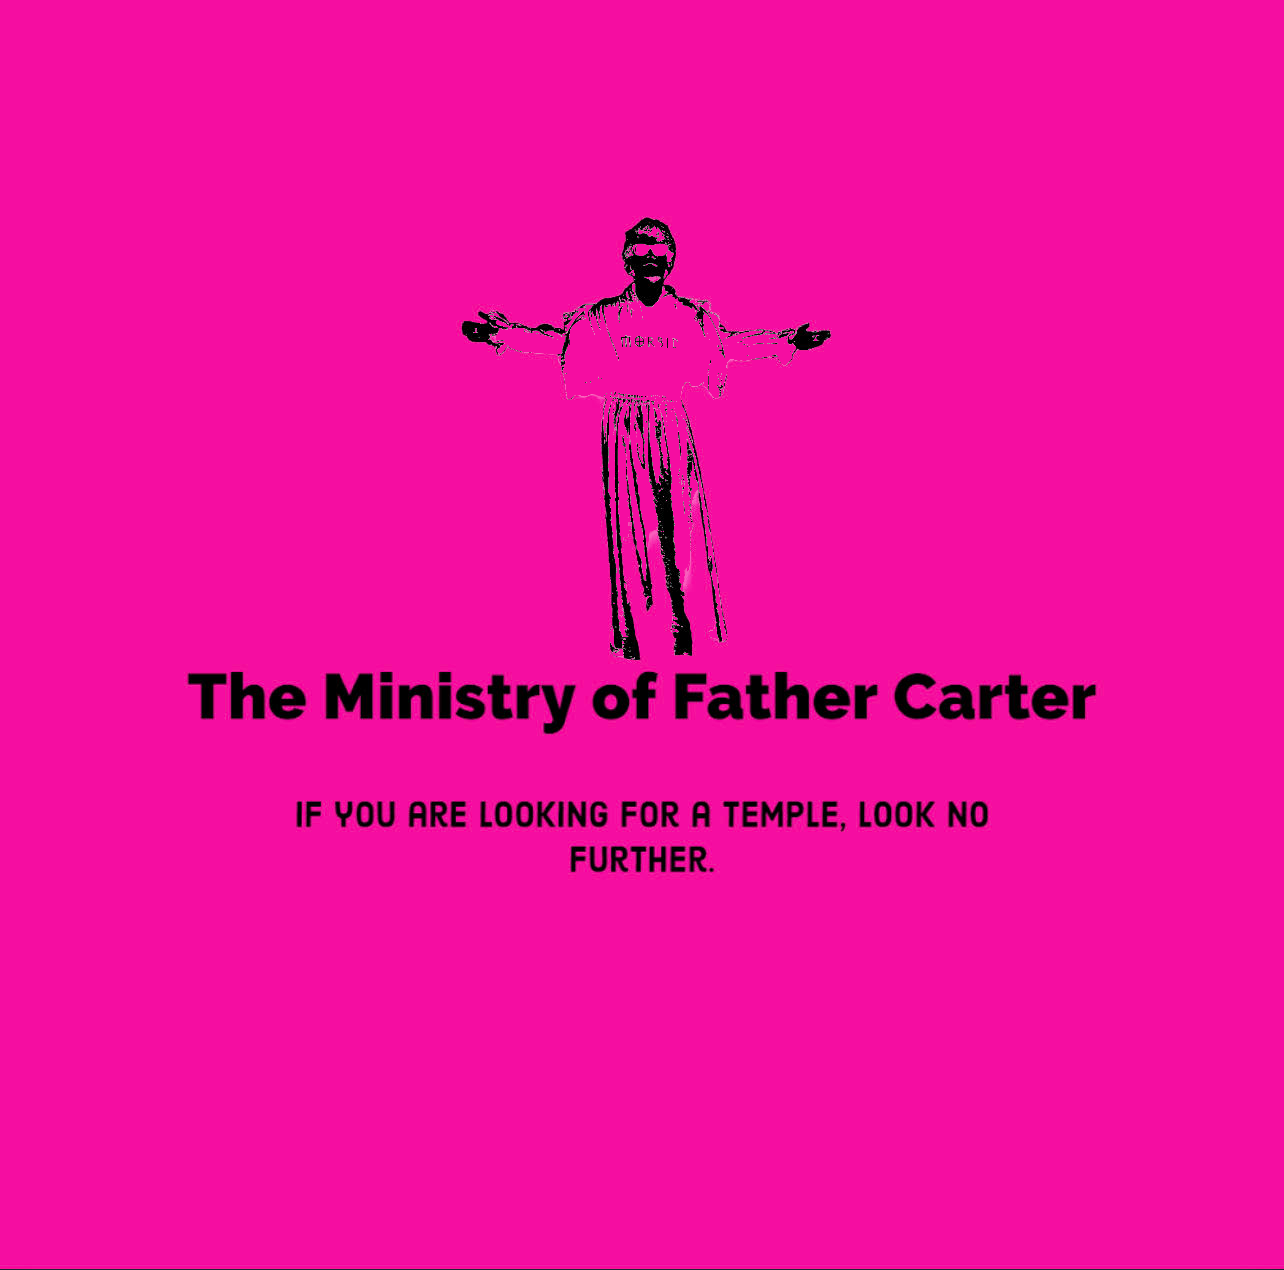 The Ministry of Father Carter
IF YOU ARE LOOKING FOR A TEMPLE, LOOK NO
FURTHER.